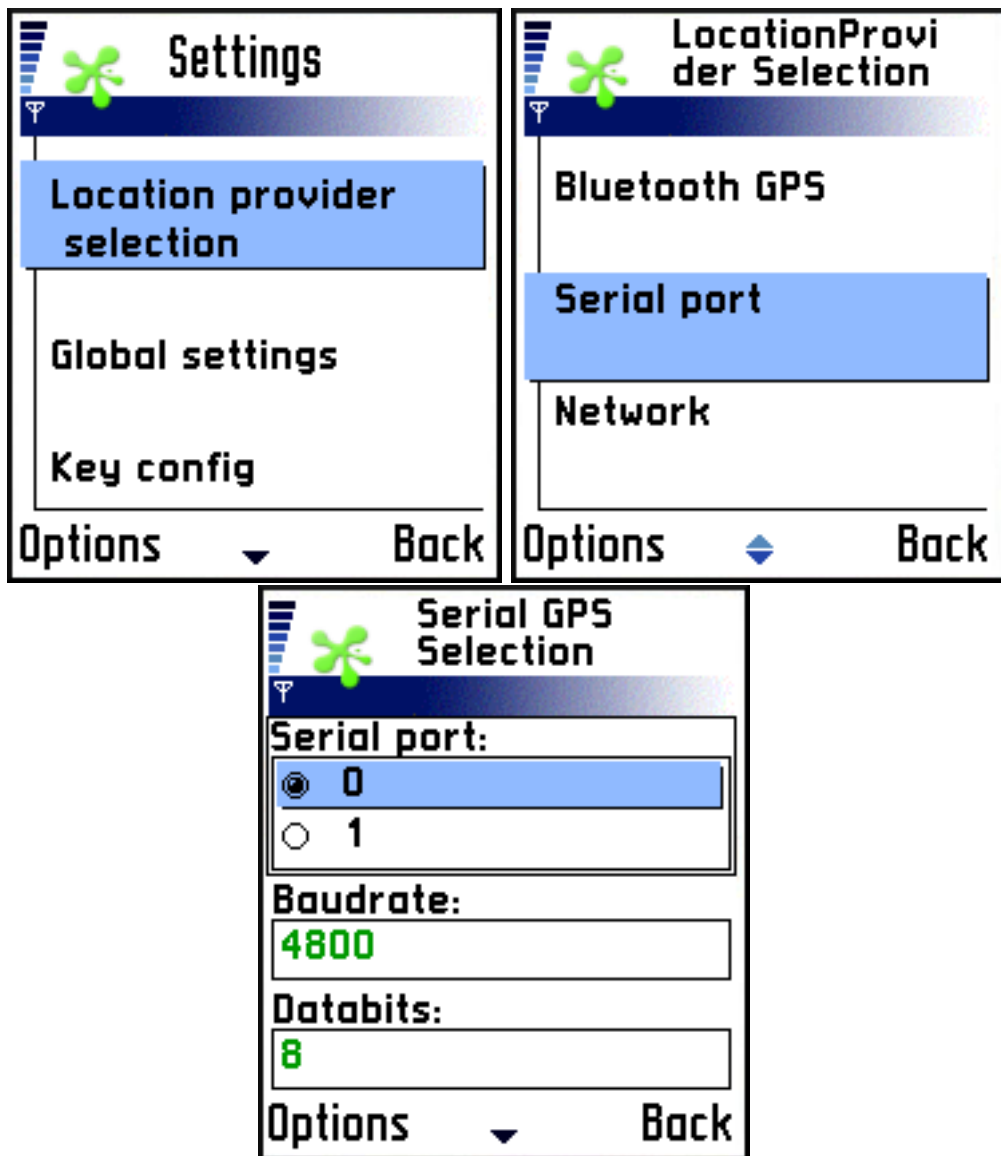 Settings
Location provider
selection
Global settings
Key config
Options Back
LocationProvi
der Selection
Bluetooth GPS
Serial port
Network
Options Back
Serial GPS
Selection
Serial port:
0
1
Baudrate:
4800
Databits:
8
Options Back